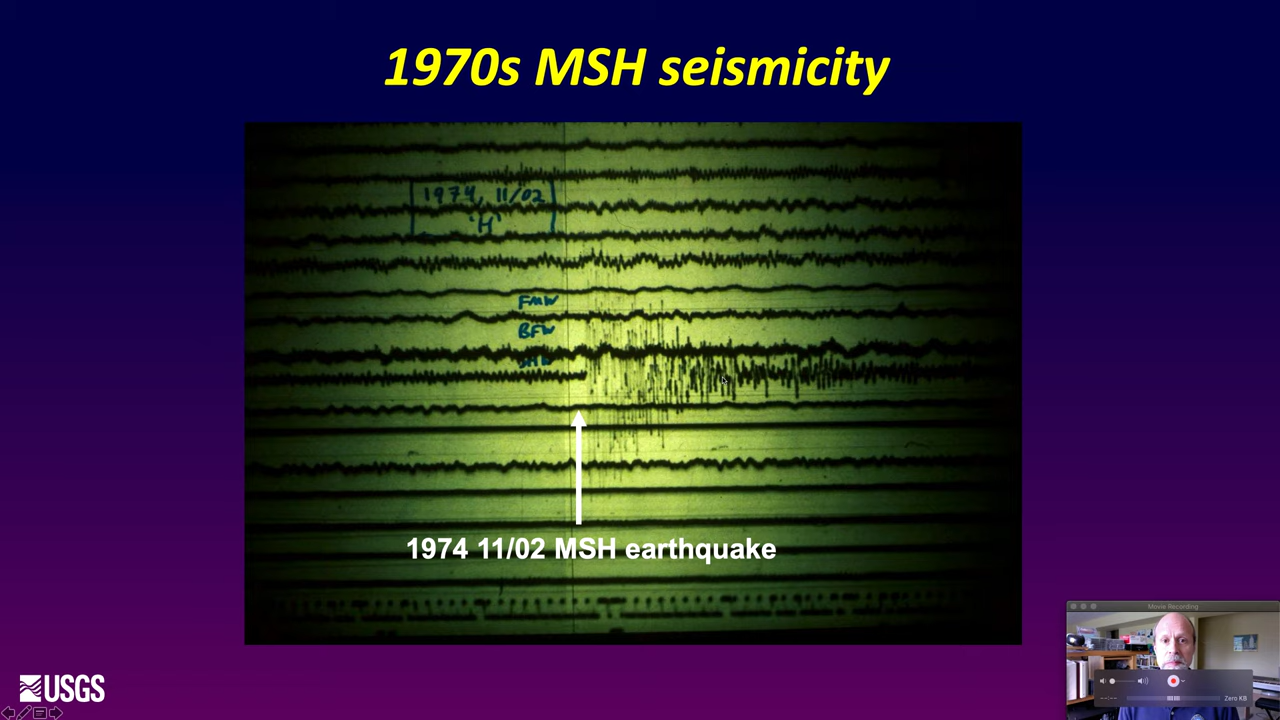 1970s MSH seismicity
1974, 11/02
'H'
FMW
BFW
1974 11/02 MSH earthquake
USGS
Movie Recording
--:--
Zero KB